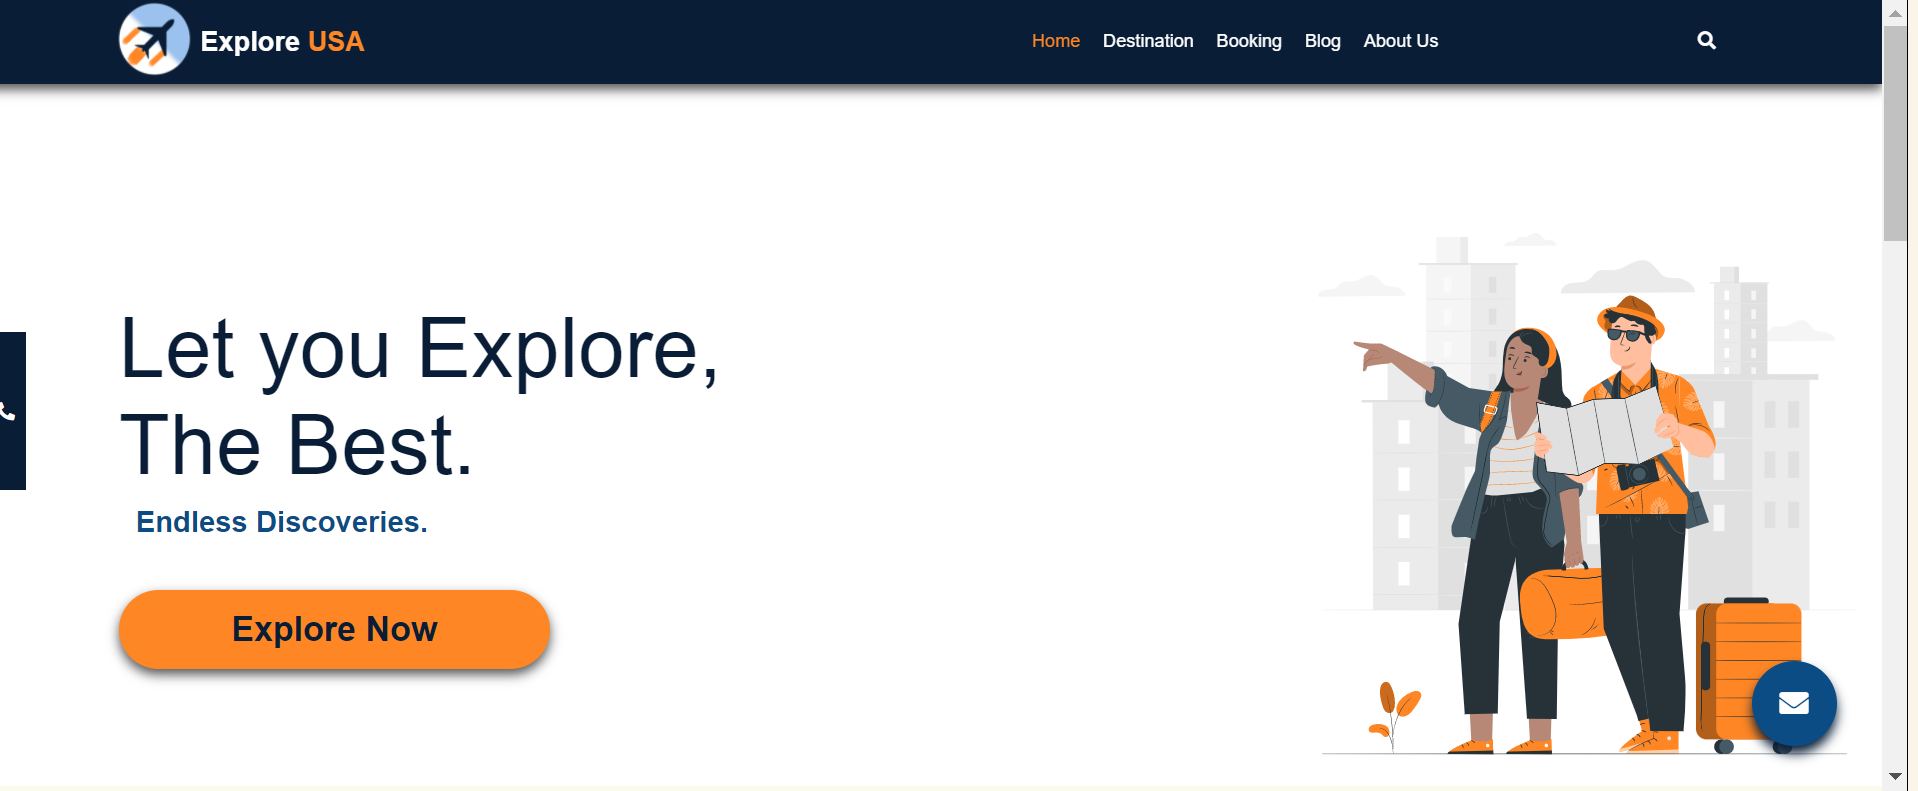 Explore USA
Home Destination Booking Blog About Us
Let you Explore,
The Best.
Endless Discoveries.
Explore Now